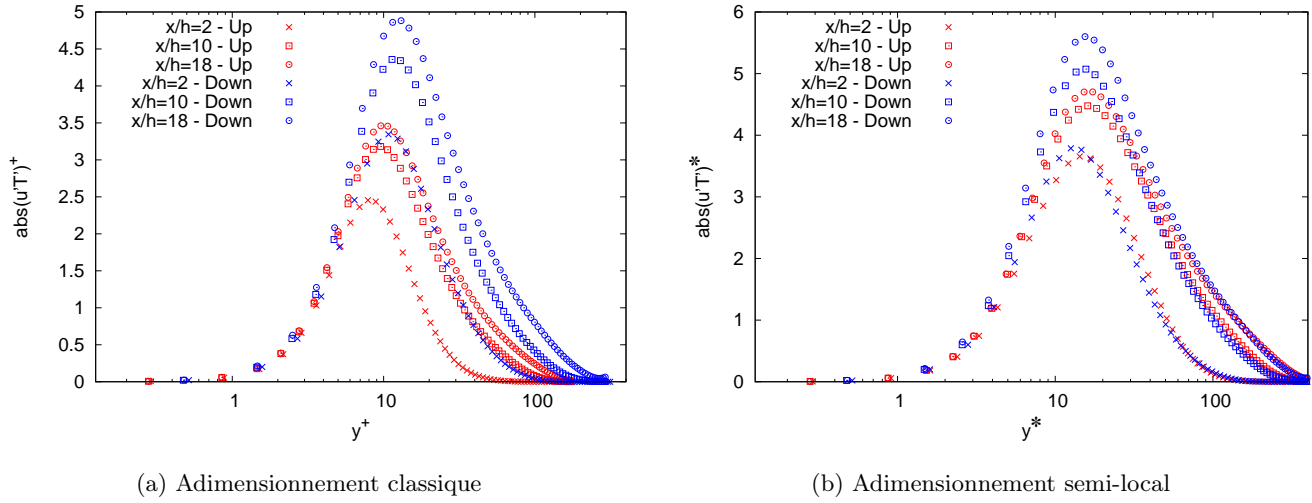 5
4.5
4
3.5
3
2.5
2
1.5
1
0.5
0
1
10
100
abs(u'T')+
y+
x/h=2 - Up
x/h=10 - Up
x/h=18 - Up
x/h=2 - Down
x/h=10 - Down
x/h=18 - Down
6
5
4
3
2
1
0
1
10
100
abs(u'T')*
y*
x/h=2 - Up
x/h=10 - Up
x/h=18 - Up
x/h=2 - Down
x/h=10 - Down
x/h=18 - Down
(a) Adimensionnement classique
(b) Adimensionnement semi-local